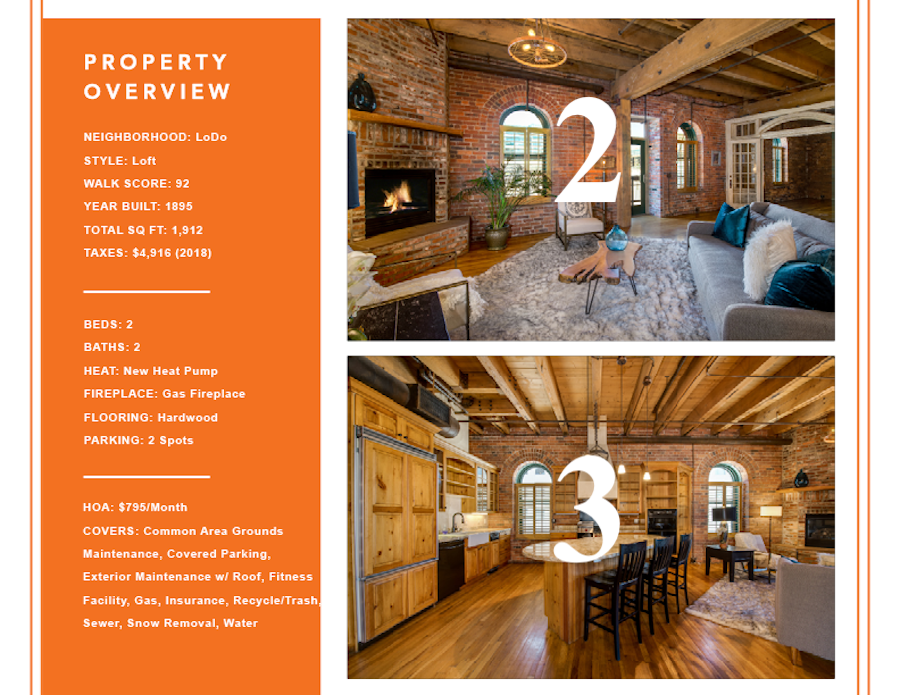 PROPERTY
OVERVIEW
NEIGHBORHOOD: LoDo
STYLE: Loft
WALK SCORE: 92
YEAR BUILT: 1895
TOTAL SQ FT: 1,912
TAXES: $4,916 (2018)
BEDS: 2
BATHS: 2
HEAT: New Heat Pump
FIREPLACE: Gas Fireplace
FLOORING: Hardwood
PARKING: 2 Spots
HOA: $795/Month
COVERS: Common Area Grounds
Maintenance, Covered Parking,
Exterior Maintenance w/ Roof, Fitness
Facility, Gas, Insurance, Recycle/Trash,
Sewer, Snow Removal, Water
2
3